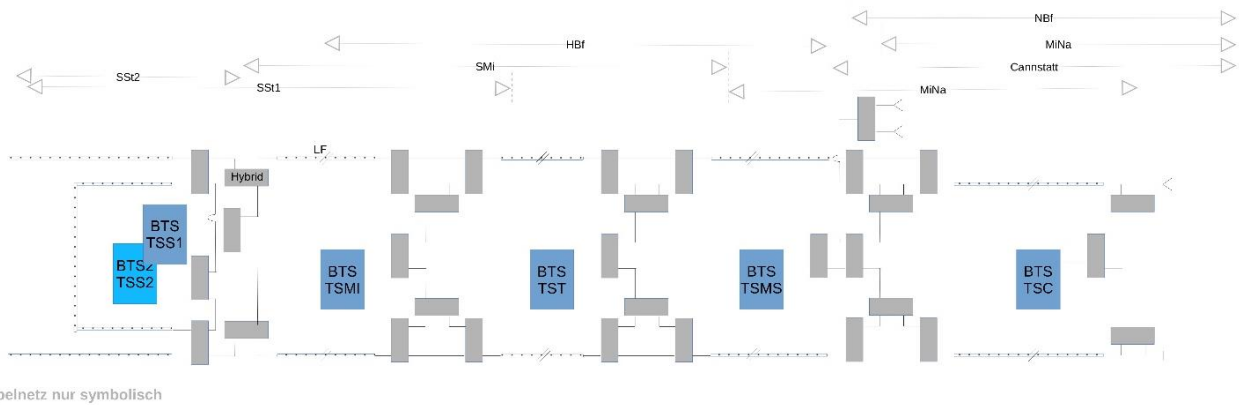 NBf
HBf
MiNa
SMi
Cannstatt
SSt2
SSt1
MiNa
LF
Hybrid
BTS
TSS1
BTS2
TSS2
BTS
TSMI
BTS
TST
BTS
TSMS
BTS
TSC
pelnetz nur symbolisch